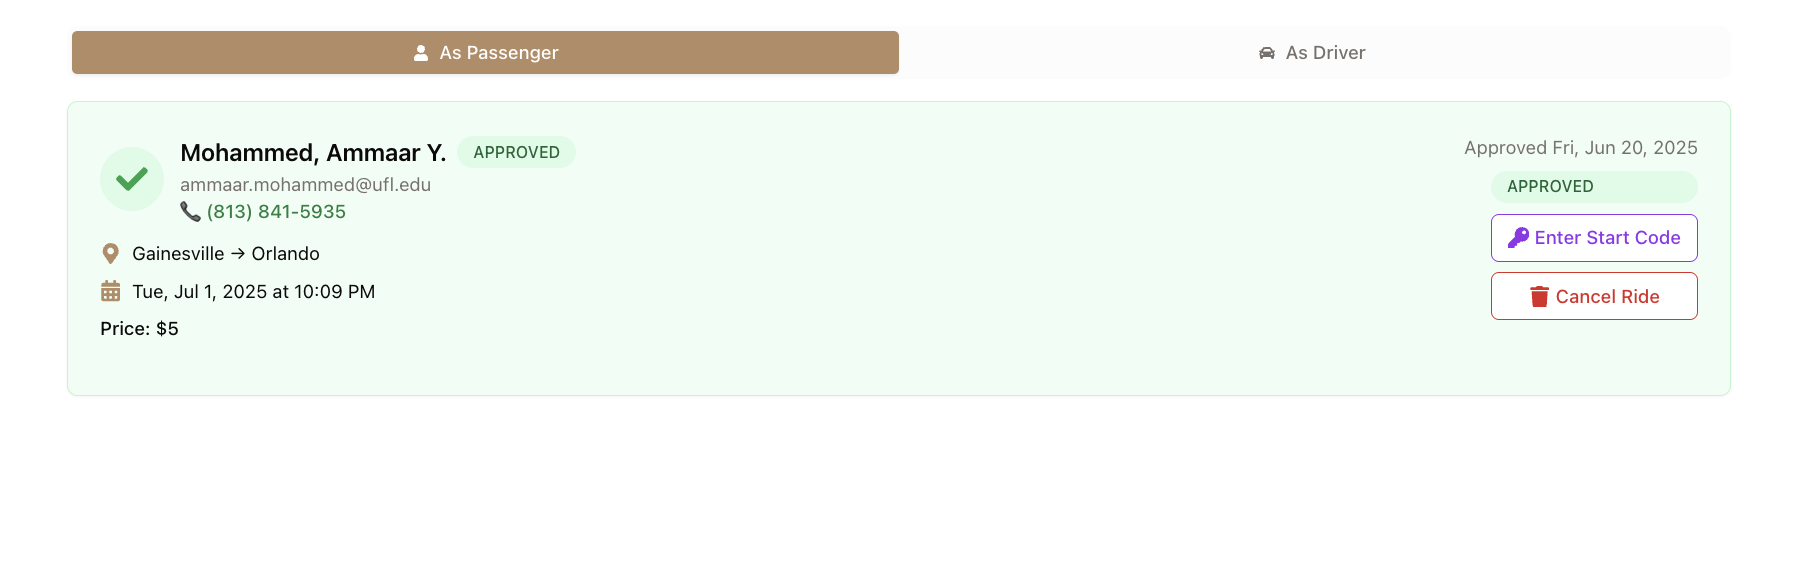 As Passenger
As Driver
Mohammed, Ammaar Y. APPROVED
ammaar.mohammed@ufl.edu
(813) 841-5935
Gainesville → Orlando
Tue, Jul 1, 2025 at 10:09 PM
Price: $5
Approved Fri, Jun 20, 2025
APPROVED
Enter Start Code
Cancel Ride